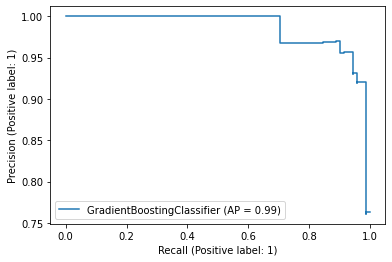 1.00
0.95
0.90
0.85
0.80
0.75
Precision (Positive label: 1)
GradientBoostingClassifier (AP = 0.99)
0.0 0.2 0.4 0.6 0.8 1.0
Recall (Positive label: 1)